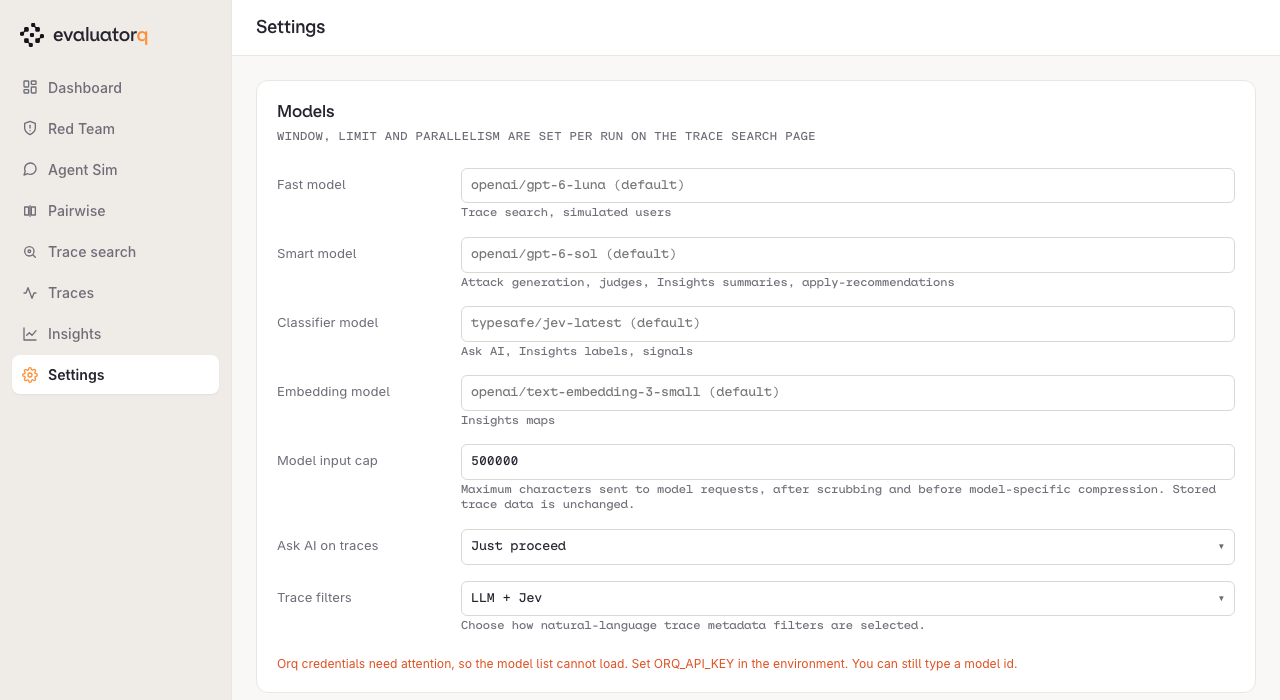 evaluatorq
Dashboard
Red Team
Agent Sim
Pairwise
Trace search
Traces
Insights
Settings
Settings
Models
WINDOW, LIMIT AND PARALLELISM ARE SET PER RUN ON THE TRACE SEARCH PAGE
Fast model
openai/gpt-6-luna (default)
Trace search, simulated users
Smart model
openai/gpt-6-sol (default)
Attack generation, judges, Insights summaries, apply-recommendations
Classifier model
typesafe/jev-latest (default)
Ask AI, Insights labels, signals
Embedding model
openai/text-embedding-3-small (default)
Insights maps
Model input cap
500000
Maximum characters sent to model requests, after scrubbing and before model-specific compression. Stored
trace data is unchanged.
Ask AI on traces
Just proceed
Trace filters
LLM + Jev
Choose how natural-language trace metadata filters are selected.
Orq credentials need attention, so the model list cannot load. Set ORQ_API_KEY in the environment. You can still type a model id.